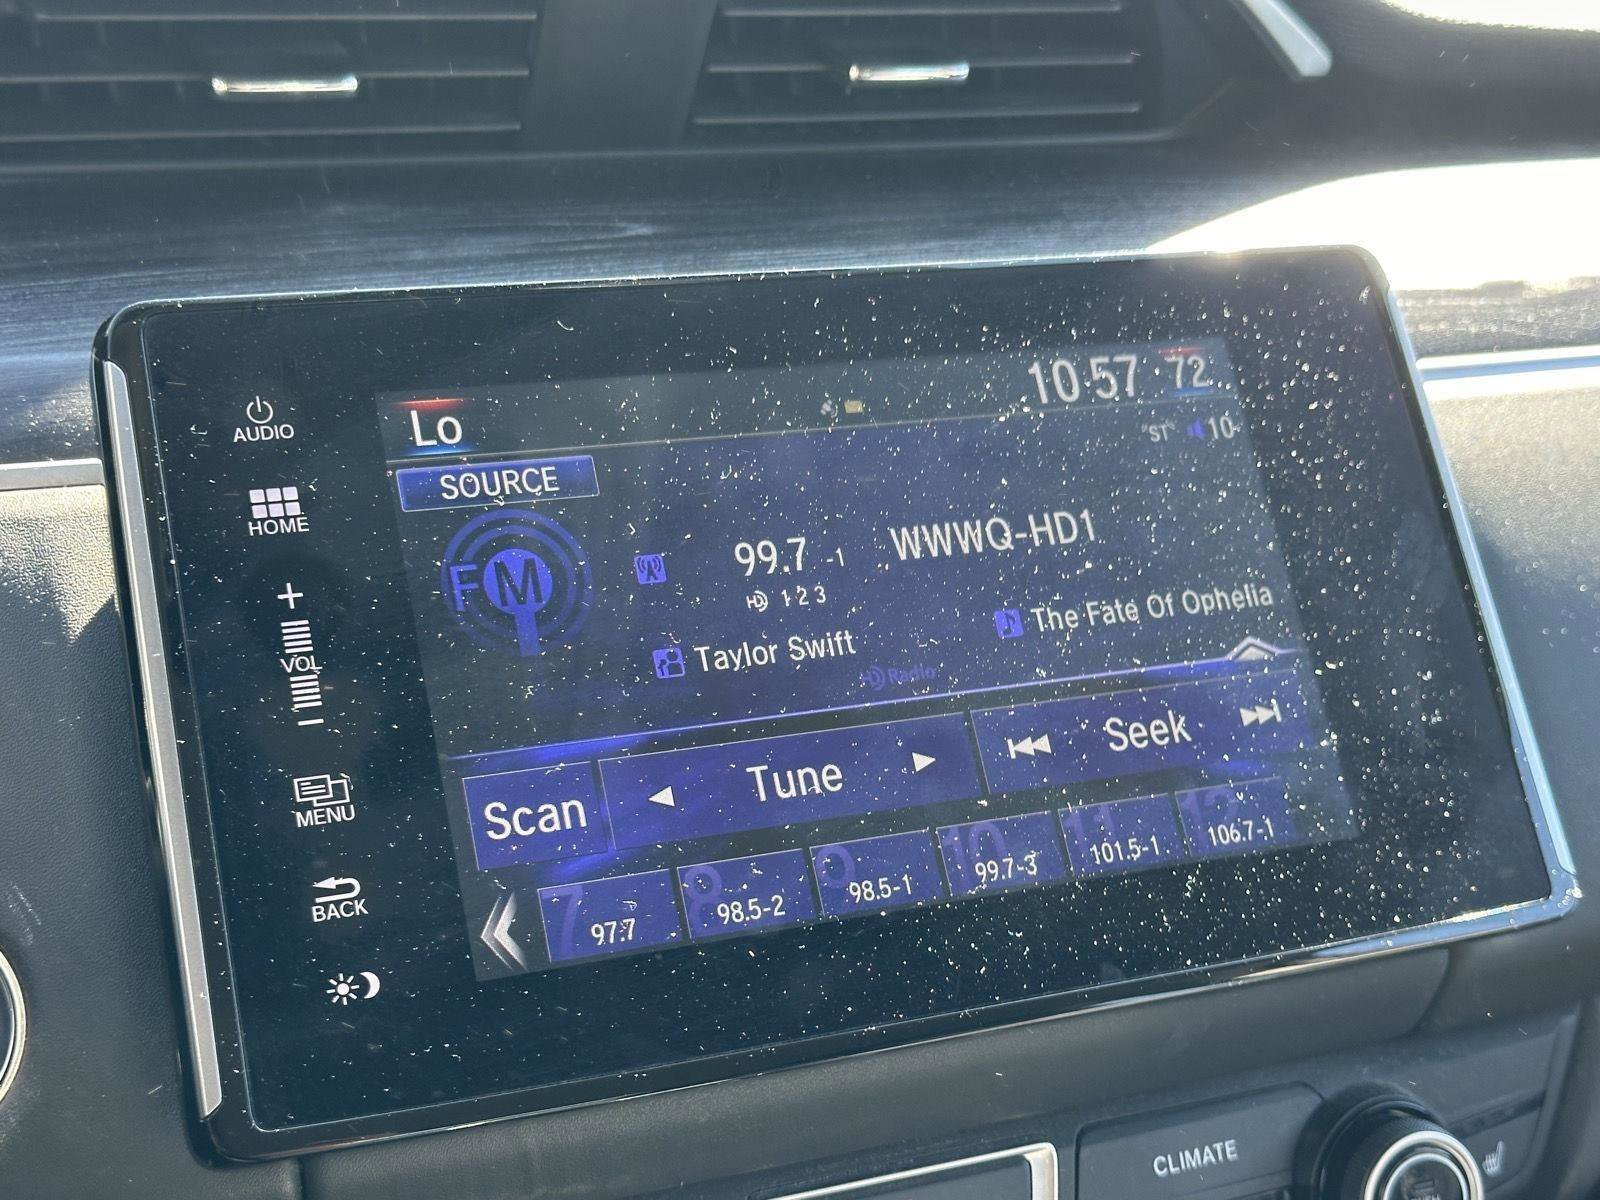 AUDIO
HOME
+
VOL
−
MENU
BACK
Lo
10:57
72
SOURCE
"ST"
10
FM
99.7 -1
WWWQ-HD1
HD 1 2 3
Taylor Swift
The Fate Of Ophelia
HD Radio
Scan
Tune
Seek
7
97.7
8
98.5-2
9
98.5-1
10
99.7-3
11
101.5-1
12
106.7-1
CLIMATE